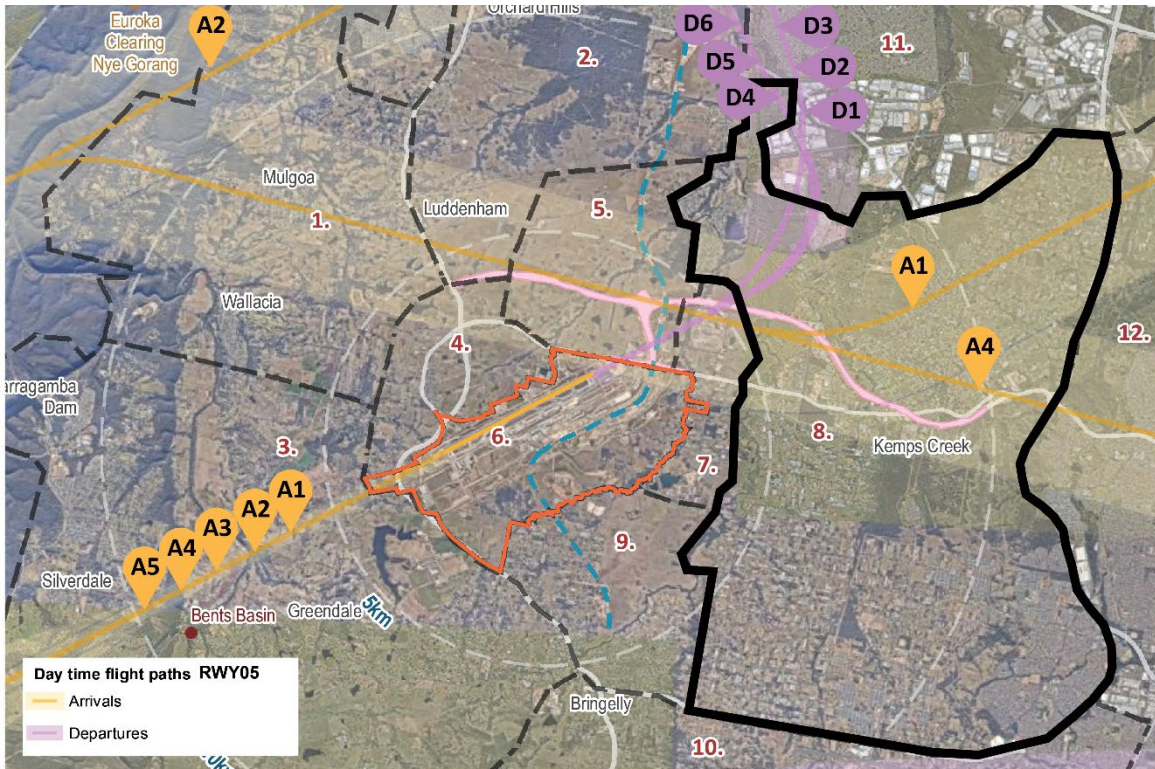 Orchard Hills
Euroka
Clearing
Nye Gorang
A2
D6
D3
2.
11.
D5
D2
D4
D1
Mulgoa
1.
Luddenham
5.
A1
Wallacia
4.
12.
A4
arragamba
Dam
3.
6.
8.
Kemps Creek
7.
A1
A2
A3
A4
A5
9.
Silverdale
Bents Basin
Greendale
5km
Day time flight paths RWY05
Arrivals
Departures
Bringelly
10.
0km